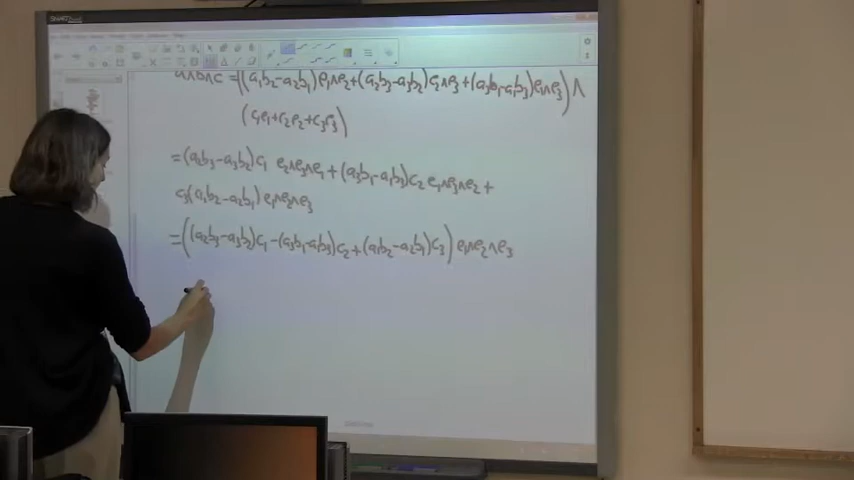 a∧b∧c = ((a₁b₂-a₂b₁)e₁∧e₂+(a₂b₃-a₃b₂)e₂∧e₃+(a₃b₁-a₁b₃)e₁∧e₃)∧
(c₁e₁+c₂e₂+c₃e₃)
=(a₂b₃-a₃b₂)c₁ e₂∧e₃∧e₁+(a₃b₁-a₁b₃)c₂ e₁∧e₃∧e₂+
c₃(a₁b₂-a₂b₁)e₁∧e₂∧e₃
=((a₂b₃-a₃b₂)c₁-(a₃b₁-a₁b₃)c₂+(a₁b₂-a₂b₁)c₃)e₁∧e₂∧e₃